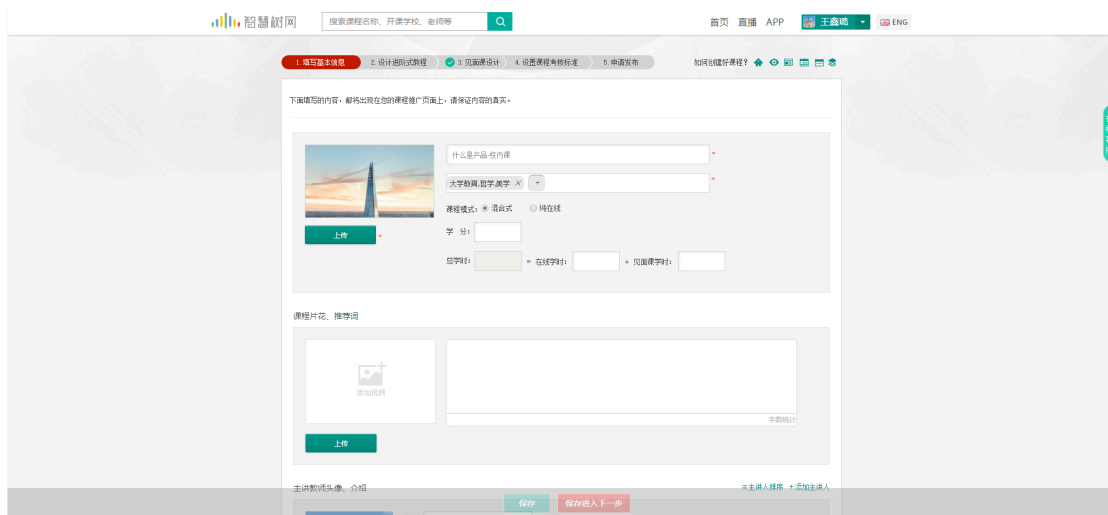 智慧树网 搜索课程名称、开课学校、老师等 首页 直播 APP 王鑫璐 ENG
1.填写基本信息 2.设计进阶式教程 3.见面课设计 4.设置课程考核标准 5.申请发布 如何创建好课程?
下面填写的内容,都将出现在您的课程推广页面上,请保证内容的真实。
什么是产品-校内课 *
大学教育,哲学,美学 × + *
课程模式: 混合式 纯在线
上传 *
学 分:
总学时: = 在线学时: + 见面课学时:
课程片花、推荐词
添加视频
字数统计
上传
主讲教师头像、介绍 主讲人排序 +添加主讲人
保存 保存进入下一步